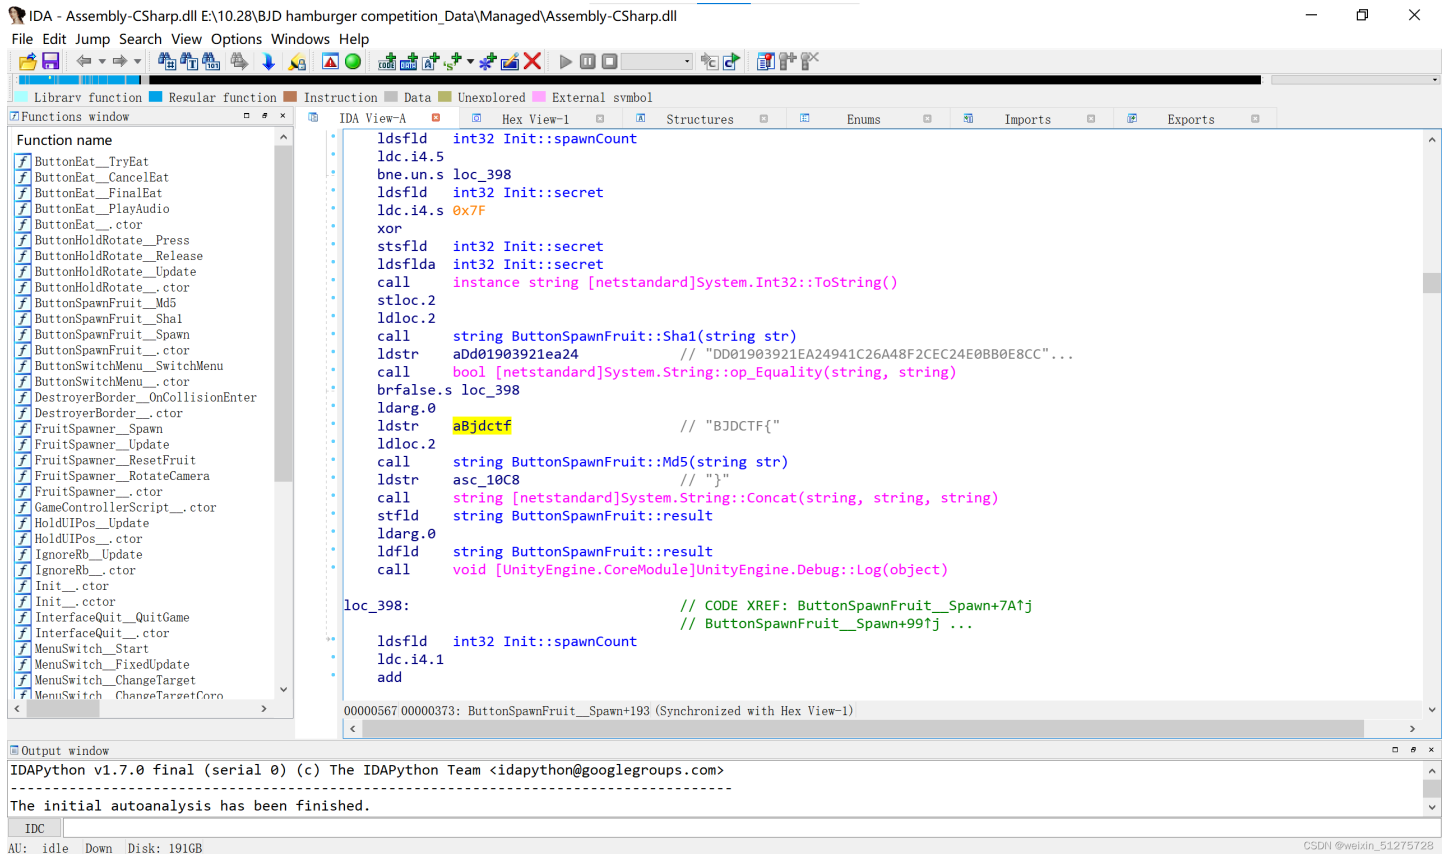 IDA - Assembly-CSharp.dll E:\10.28\BJD hamburger competition_Data\Managed\Assembly-CSharp.dll
File Edit Jump Search View Options Windows Help
Library function Regular function Instruction Data Unexplored External symbol
Functions window
Function name
ButtonEat__TryEat
ButtonEat__CancelEat
ButtonEat__FinalEat
ButtonEat__PlayAudio
ButtonEat__.ctor
ButtonHoldRotate__Press
ButtonHoldRotate__Release
ButtonHoldRotate__Update
ButtonHoldRotate__.ctor
ButtonSpawnFruit__Md5
ButtonSpawnFruit__Sha1
ButtonSpawnFruit__Spawn
ButtonSpawnFruit__.ctor
ButtonSwitchMenu__SwitchMenu
ButtonSwitchMenu__.ctor
DestroyerBorder__OnCollisionEnter
DestroyerBorder__.ctor
FruitSpawner__Spawn
FruitSpawner__Update
FruitSpawner__ResetFruit
FruitSpawner__RotateCamera
FruitSpawner__.ctor
GameControllerScript__.ctor
HoldUIPos__Update
HoldUIPos__.ctor
IgnoreRb__Update
IgnoreRb__.ctor
Init__.ctor
Init__.cctor
InterfaceQuit__QuitGame
InterfaceQuit__.ctor
MenuSwitch__Start
MenuSwitch__FixedUpdate
MenuSwitch__ChangeTarget
MenuSwitch__ChangeTargetCoro
IDA View-A Hex View-1 Structures Enums Imports Exports
ldsfld int32 Init::spawnCount
ldc.i4.5
bne.un.s loc_398
ldsfld int32 Init::secret
ldc.i4.s 0x7F
xor
stsfld int32 Init::secret
ldsflda int32 Init::secret
call instance string [netstandard]System.Int32::ToString()
stloc.2
ldloc.2
call string ButtonSpawnFruit::Sha1(string str)
ldstr aDd01903921ea24 // "DD01903921EA24941C26A48F2CEC24E0BB0E8CC"...
call bool [netstandard]System.String::op_Equality(string, string)
brfalse.s loc_398
ldarg.0
ldstr aBjdctf // "BJDCTF{"
ldloc.2
call string ButtonSpawnFruit::Md5(string str)
ldstr asc_10C8 // "}"
call string [netstandard]System.String::Concat(string, string, string)
stfld string ButtonSpawnFruit::result
ldarg.0
ldfld string ButtonSpawnFruit::result
call void [UnityEngine.CoreModule]UnityEngine.Debug::Log(object)
loc_398: // CODE XREF: ButtonSpawnFruit__Spawn+7A↑j
// ButtonSpawnFruit__Spawn+99↑j ...
ldsfld int32 Init::spawnCount
ldc.i4.1
add
00000567 00000373: ButtonSpawnFruit__Spawn+193 (Synchronized with Hex View-1)
Output window
IDAPython v1.7.0 final (serial 0) (c) The IDAPython Team <idapython@googlegroups.com>
-------------------------------------------------------------------------------------
The initial autoanalysis has been finished.
IDC
AU: idle Down Disk: 191GB
CSDN @weixin_51275728